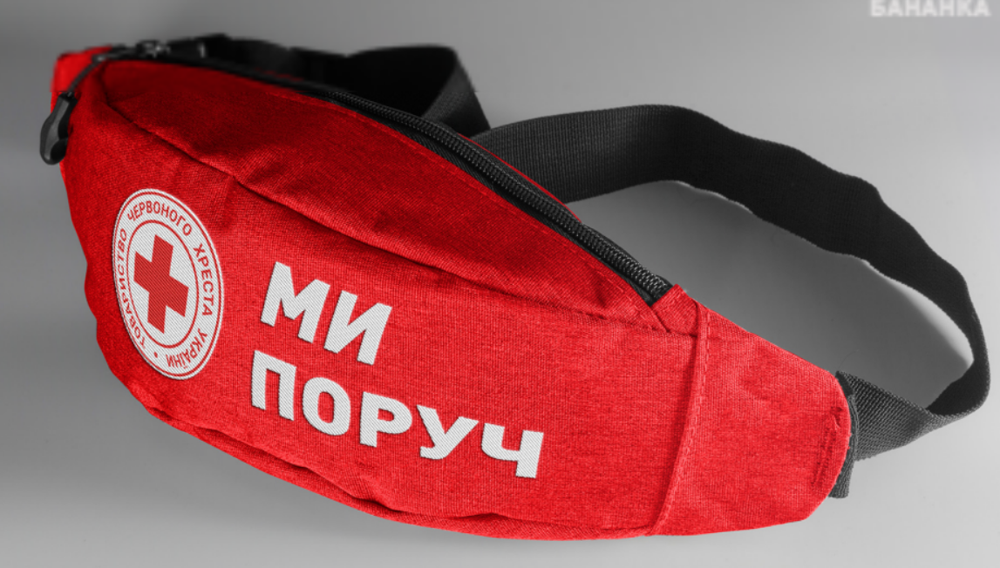 БАНАНКА
ТОВАРИСТВО ЧЕРВОНОГО ХРЕСТА УКРАЇНИ •
МИ
ПОРУЧ